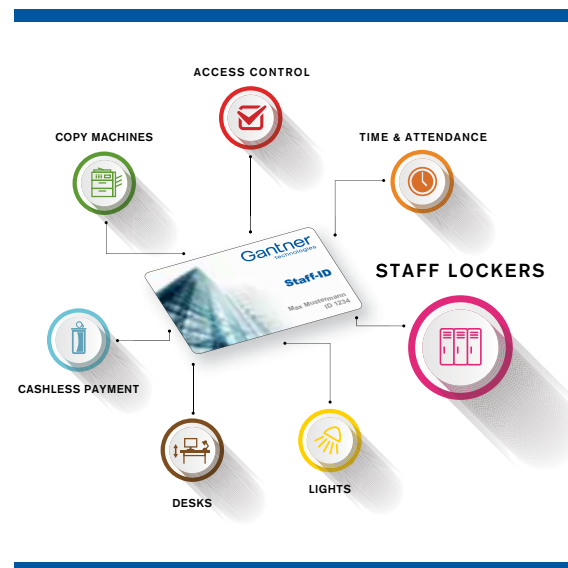 ACCESS CONTROL
COPY MACHINES
TIME & ATTENDANCE
Gantner
technologies
Staff-ID
Max Mustermann
ID 1234
STAFF LOCKERS
CASHLESS PAYMENT
LIGHTS
DESKS